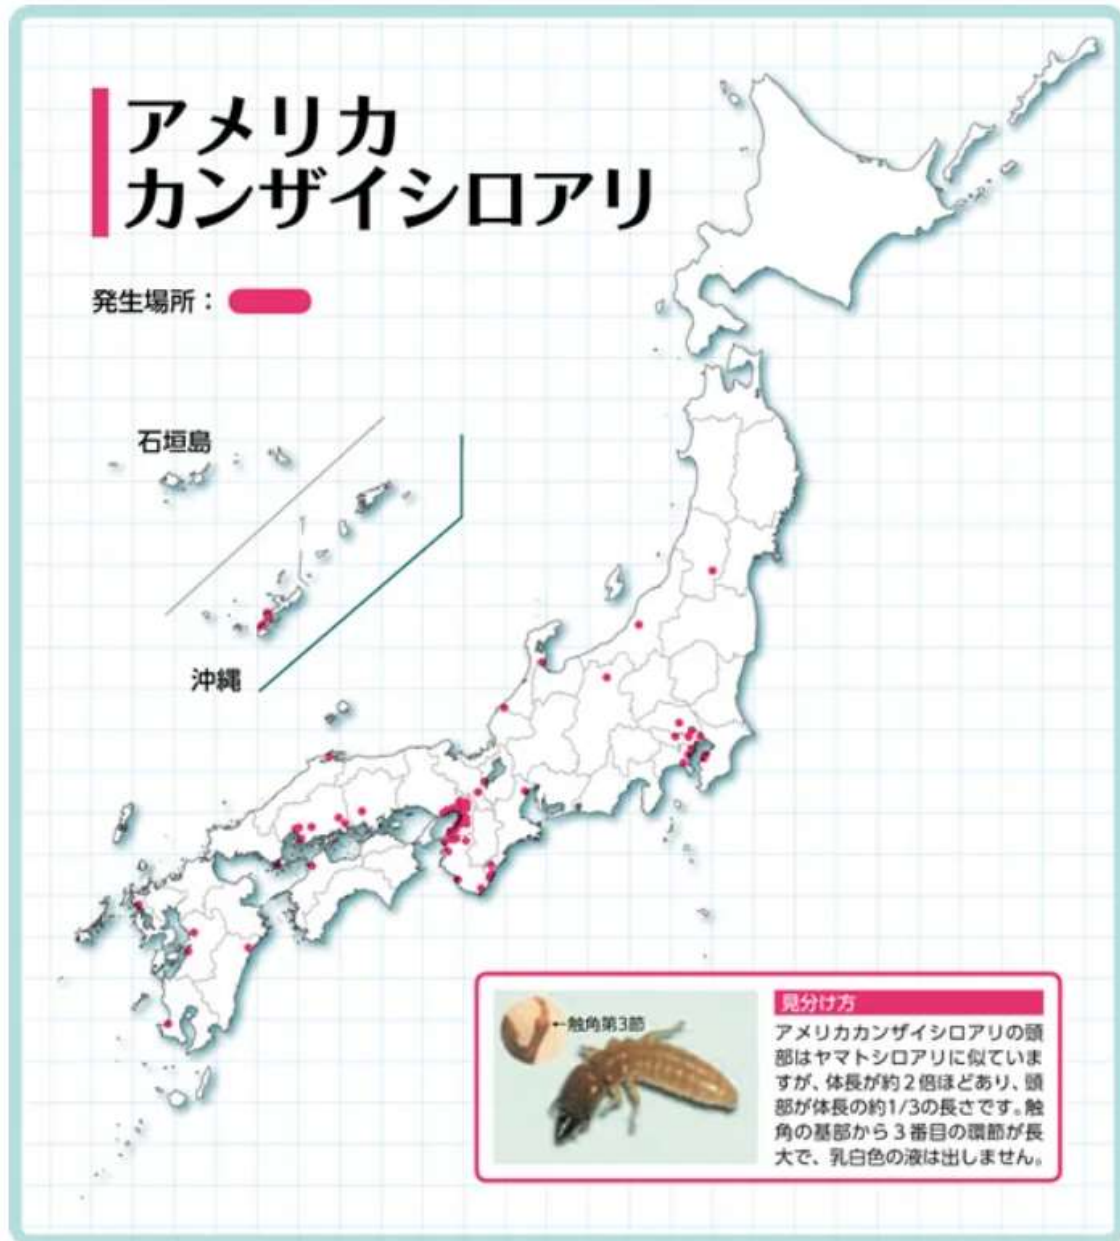 アメリカ
カンザイシロアリ
発生場所：
石垣島
沖縄
←触角第3節
見分け方
アメリカカンザイシロアリの頭
部はヤマトシロアリに似ていま
すが、体長が約2倍ほどあり、頭
部が体長の約1/3の長さです。触
角の基部から3番目の環節が長
大で、乳白色の液は出しません。